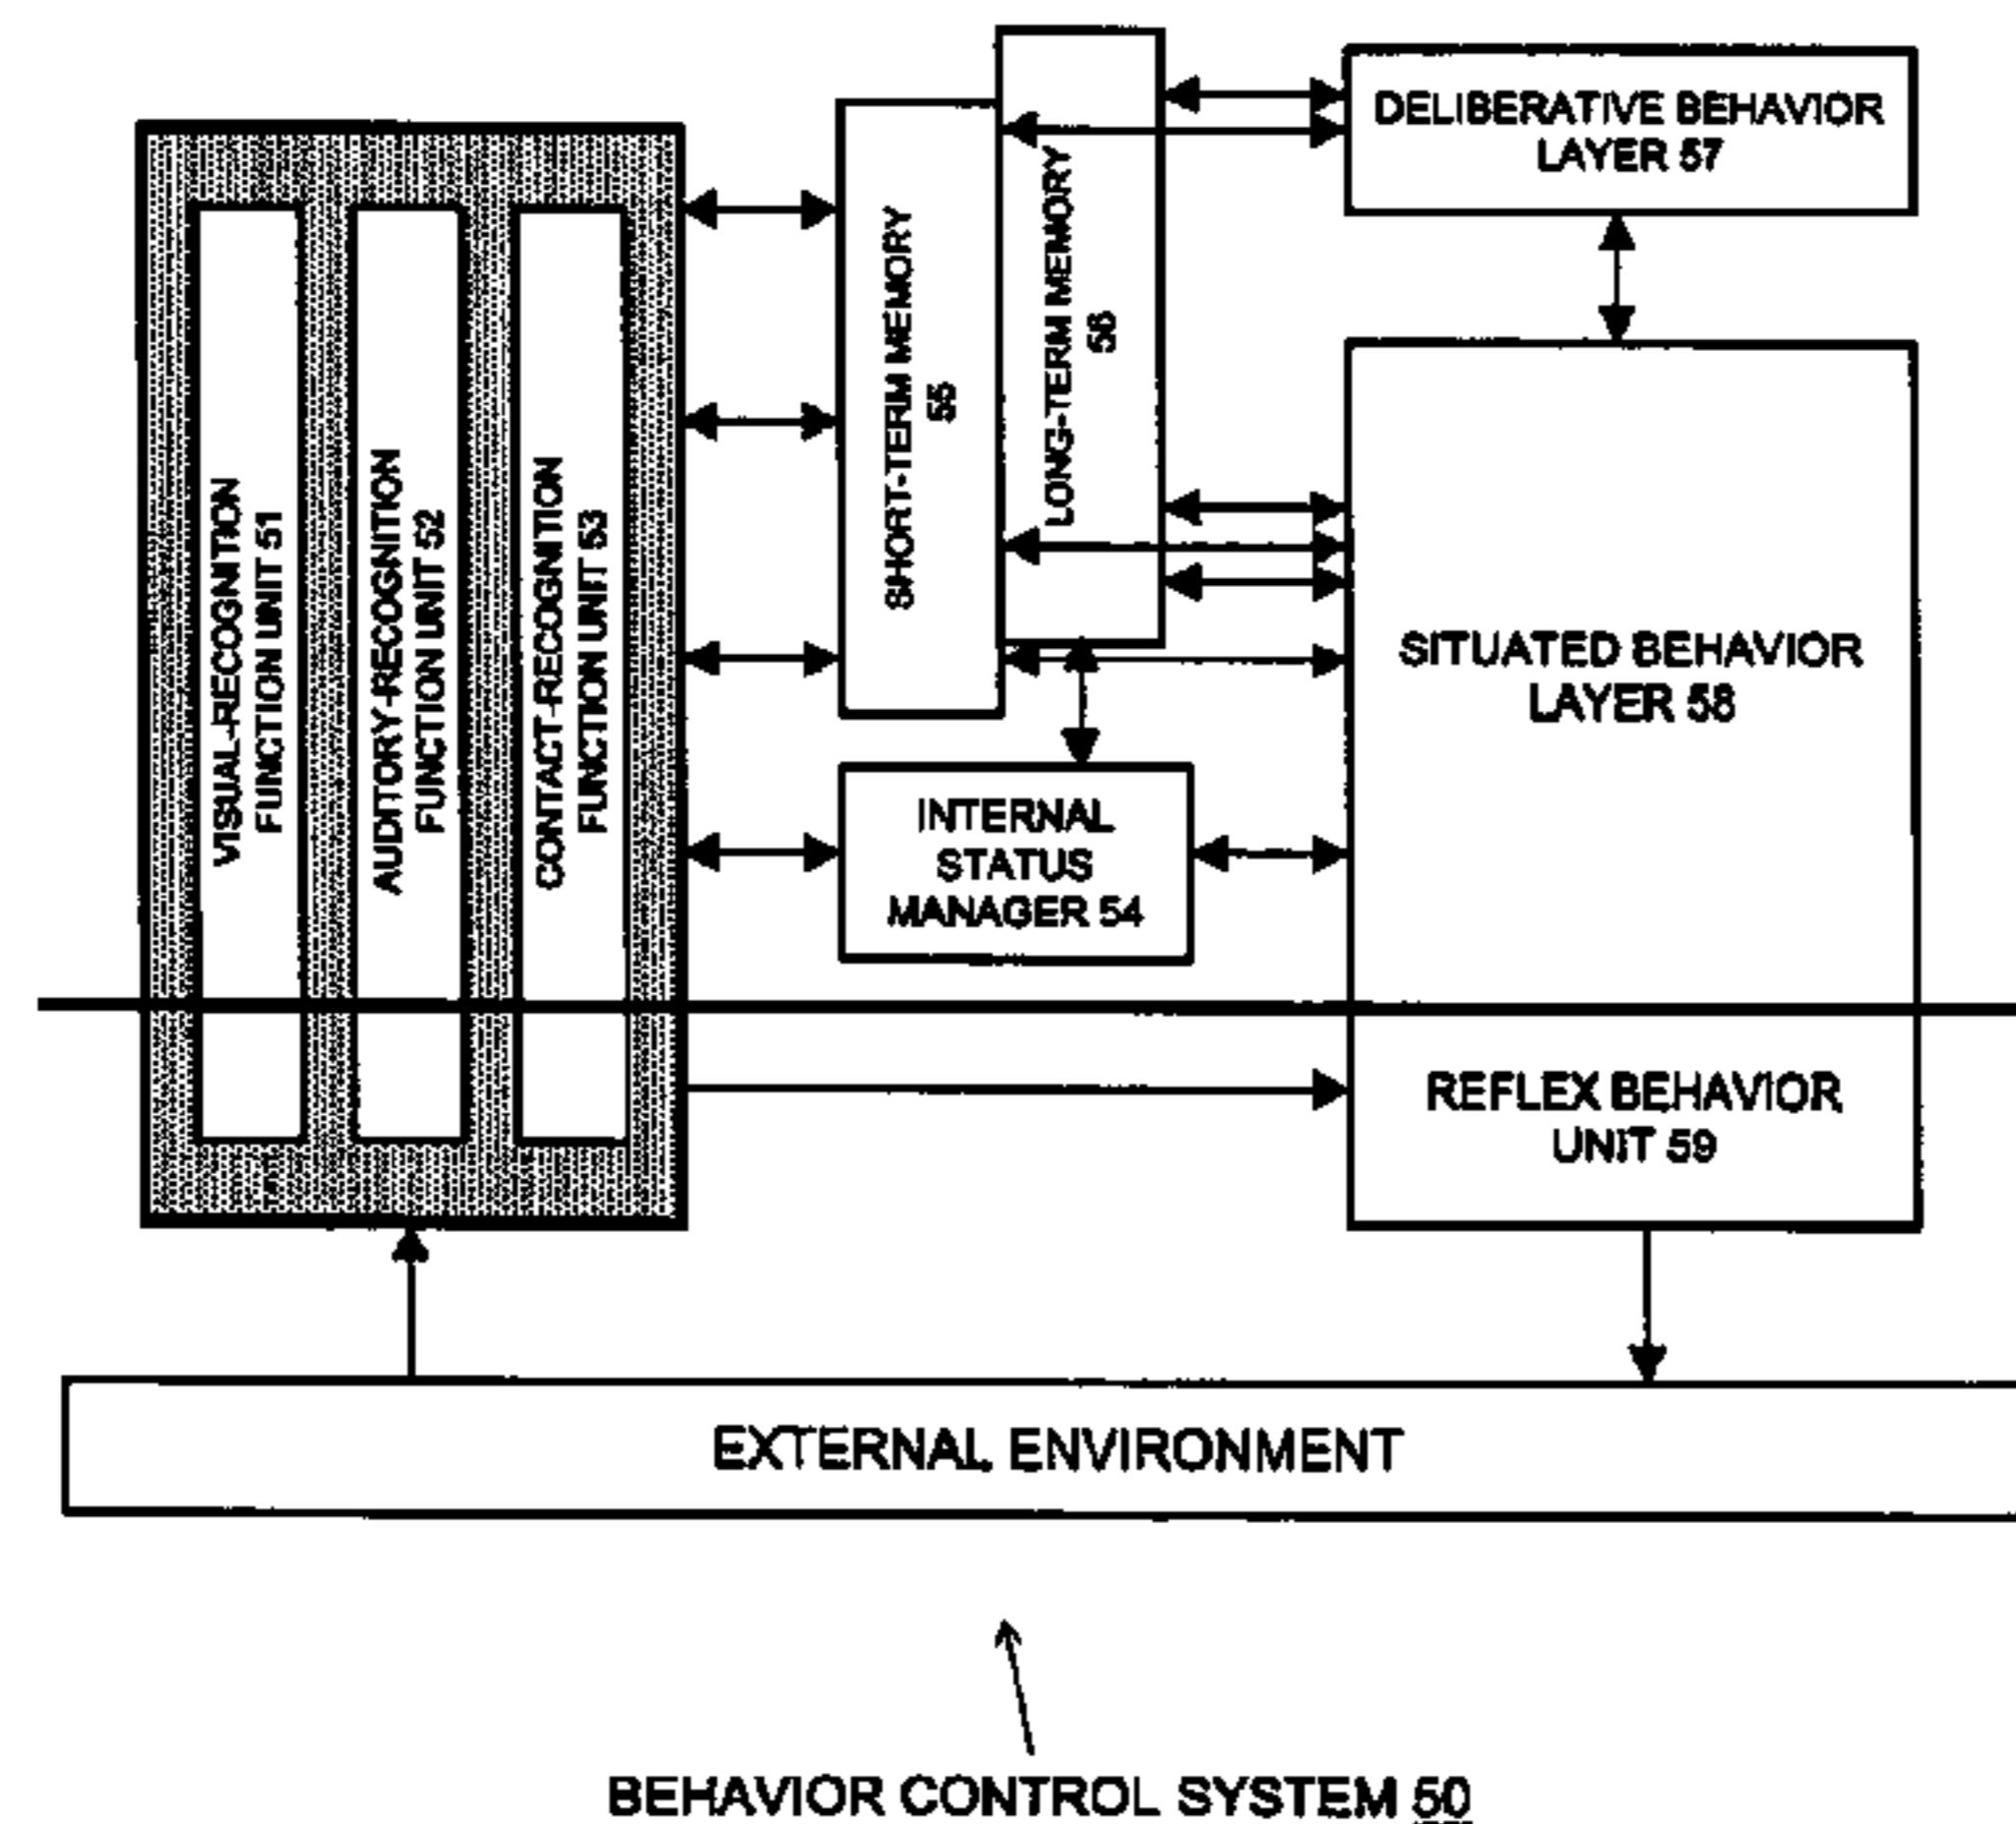 VISUAL-RECOGNITION
FUNCTION UNIT 51
AUDITORY-RECOGNITION
FUNCTION UNIT 52
CONTACT-RECOGNITION
FUNCTION UNIT 53
SHORT-TERM MEMORY
55
LONG-TERM MEMORY
56
DELIBERATIVE BEHAVIOR
LAYER 57
INTERNAL
STATUS
MANAGER 54
SITUATED BEHAVIOR
LAYER 58
REFLEX BEHAVIOR
UNIT 59
EXTERNAL ENVIRONMENT
BEHAVIOR CONTROL SYSTEM 50